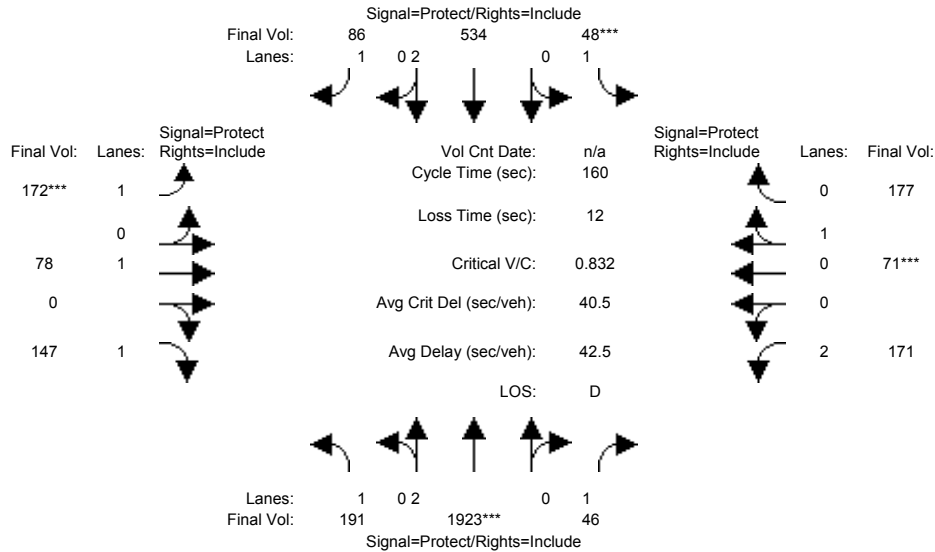 Signal=Protect/Rights=Include
Final Vol: 86 534 48***
Lanes: 1 0 2 0 1
Signal=Protect Signal=Protect
Final Vol: Lanes: Rights=Include Vol Cnt Date: n/a Rights=Include Lanes: Final Vol:
Cycle Time (sec): 160
172*** 1 0 177
Loss Time (sec): 12
0 1
78 1 Critical V/C: 0.832 0 71***
0 Avg Crit Del (sec/veh): 40.5 0
147 1 Avg Delay (sec/veh): 42.5 2 171
LOS: D
Lanes: 1 0 2 0 1
Final Vol: 191 1923*** 46
Signal=Protect/Rights=Include